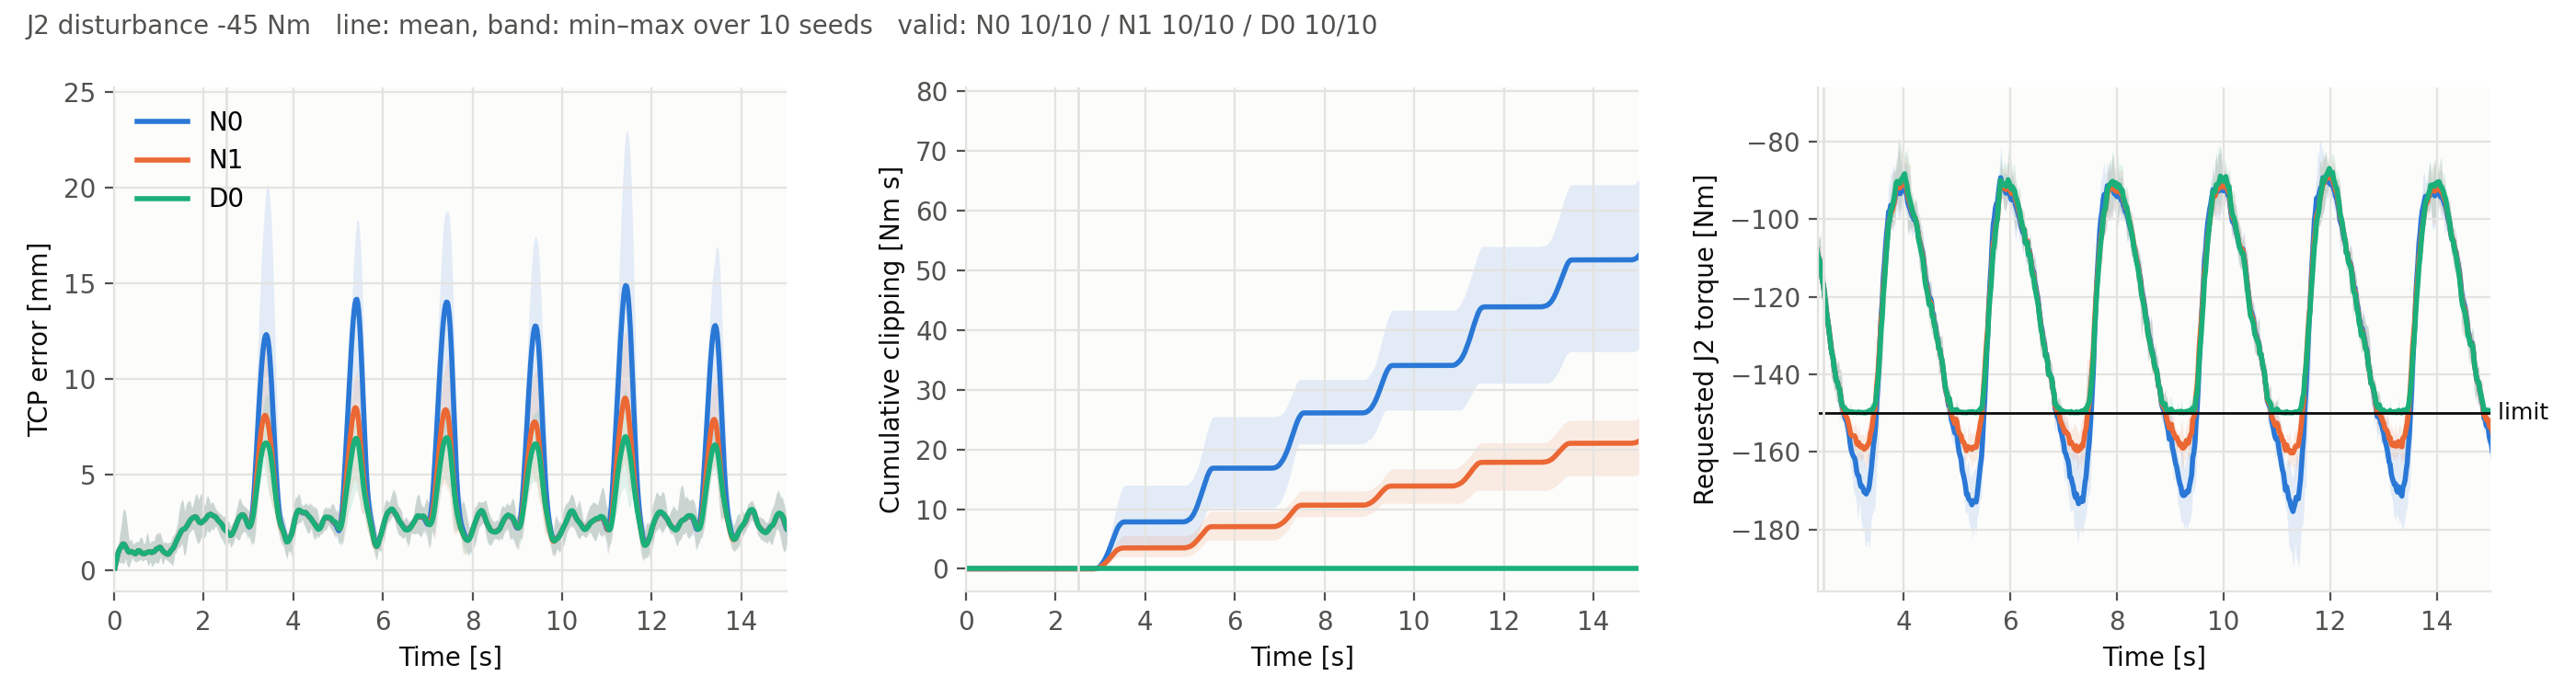 J2 disturbance -45 Nm   line: mean, band: min–max over 10 seeds   valid: N0 10/10 / N1 10/10 / D0 10/10
TCP error [mm]
25
20
15
10
5
0
N0
N1
D0
0 2 4 6 8 10 12 14
Time [s]
Cumulative clipping [Nm s]
80
70
60
50
40
30
20
10
0
0 2 4 6 8 10 12 14
Time [s]
Requested J2 torque [Nm]
−80
−100
−120
−140
−160
−180
limit
4 6 8 10 12 14
Time [s]